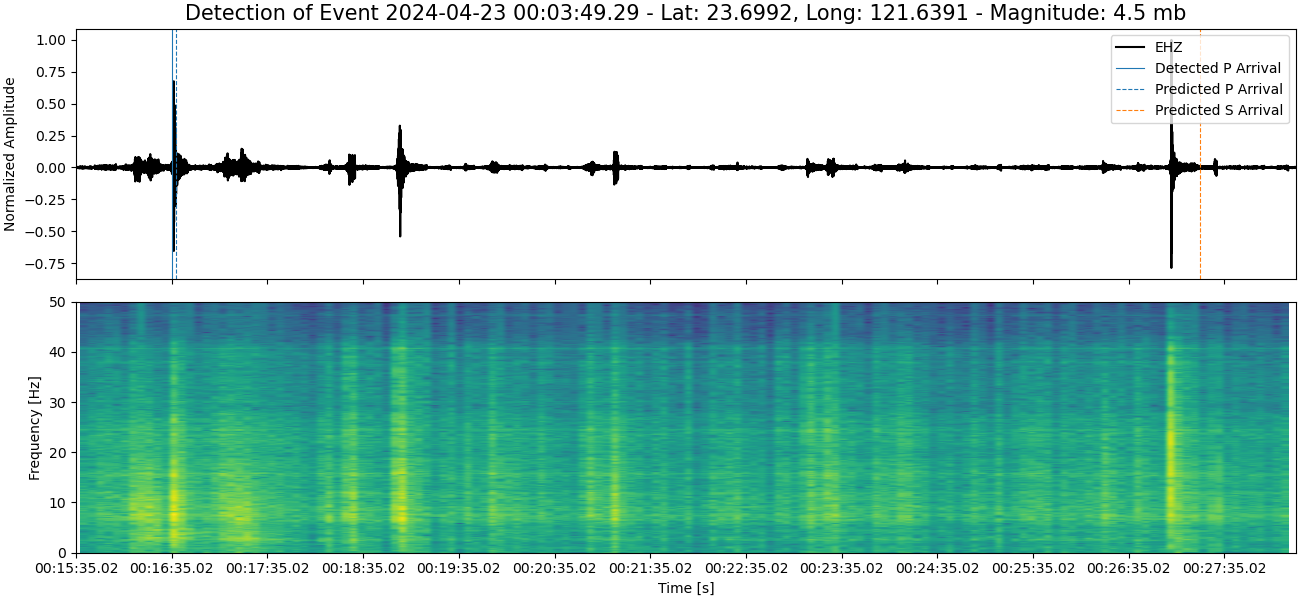 Detection of Event 2024-04-23 00:03:49.29 - Lat: 23.6992, Long: 121.6391 - Magnitude: 4.5 mb
Normalized Amplitude
1.00
0.75
0.50
0.25
0.00
−0.25
−0.50
−0.75
EHZ
Detected P Arrival
Predicted P Arrival
Predicted S Arrival
Frequency [Hz]
50
40
30
20
10
0
00:15:35.02 00:16:35.02 00:17:35.02 00:18:35.02 00:19:35.02 00:20:35.02 00:21:35.02 00:22:35.02 00:23:35.02 00:24:35.02 00:25:35.02 00:26:35.02 00:27:35.02
Time [s]